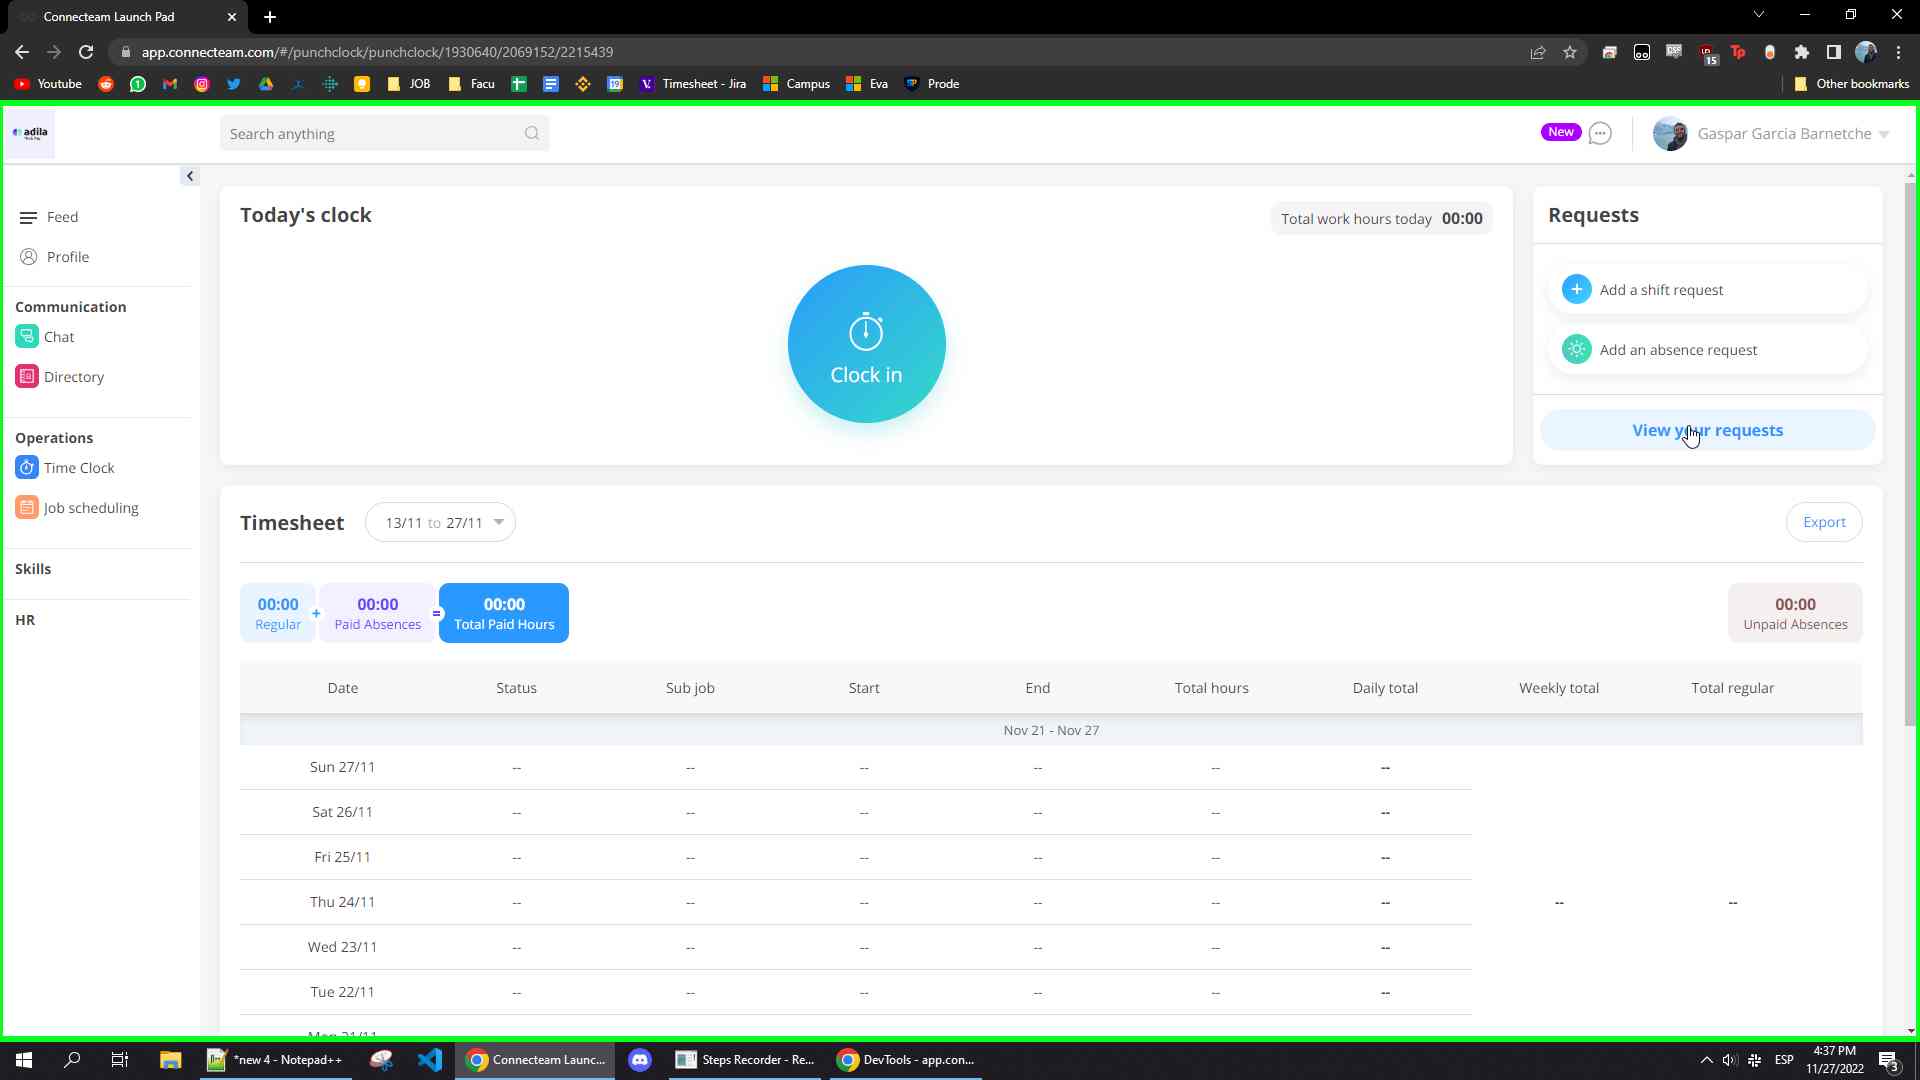 Connecteam Launch Pad
app.connecteam.com/#/punchclock/punchclock/1930640/2069152/2215439
15
Youtube
JOB
Facu
Timesheet - Jira
Campus
Eva
Prode
Other bookmarks
adila
Search anything
New
Gaspar Garcia Barnetche
Feed
Profile
Communication
Chat
Directory
Operations
Time Clock
Job scheduling
Skills
HR
Today's clock
Total work hours today 00:00
Clock in
Requests
Add a shift request
Add an absence request
View your requests
Timesheet
13/11 to 27/11
Export
00:00
Regular
+
00:00
Paid Absences
=
00:00
Total Paid Hours
00:00
Unpaid Absences
Date Status Sub job Start End Total hours Daily total Weekly total Total regular
Nov 21 - Nov 27
Sun 27/11 -- -- -- -- -- --
Sat 26/11 -- -- -- -- -- --
Fri 25/11 -- -- -- -- -- --
Thu 24/11 -- -- -- -- -- -- -- --
Wed 23/11 -- -- -- -- -- --
Tue 22/11 -- -- -- -- -- --
Mon 21/11
*new 4 - Notepad++
Connecteam Launc...
Steps Recorder - Re...
DevTools - app.con...
ESP
4:37 PM
11/27/2022
3